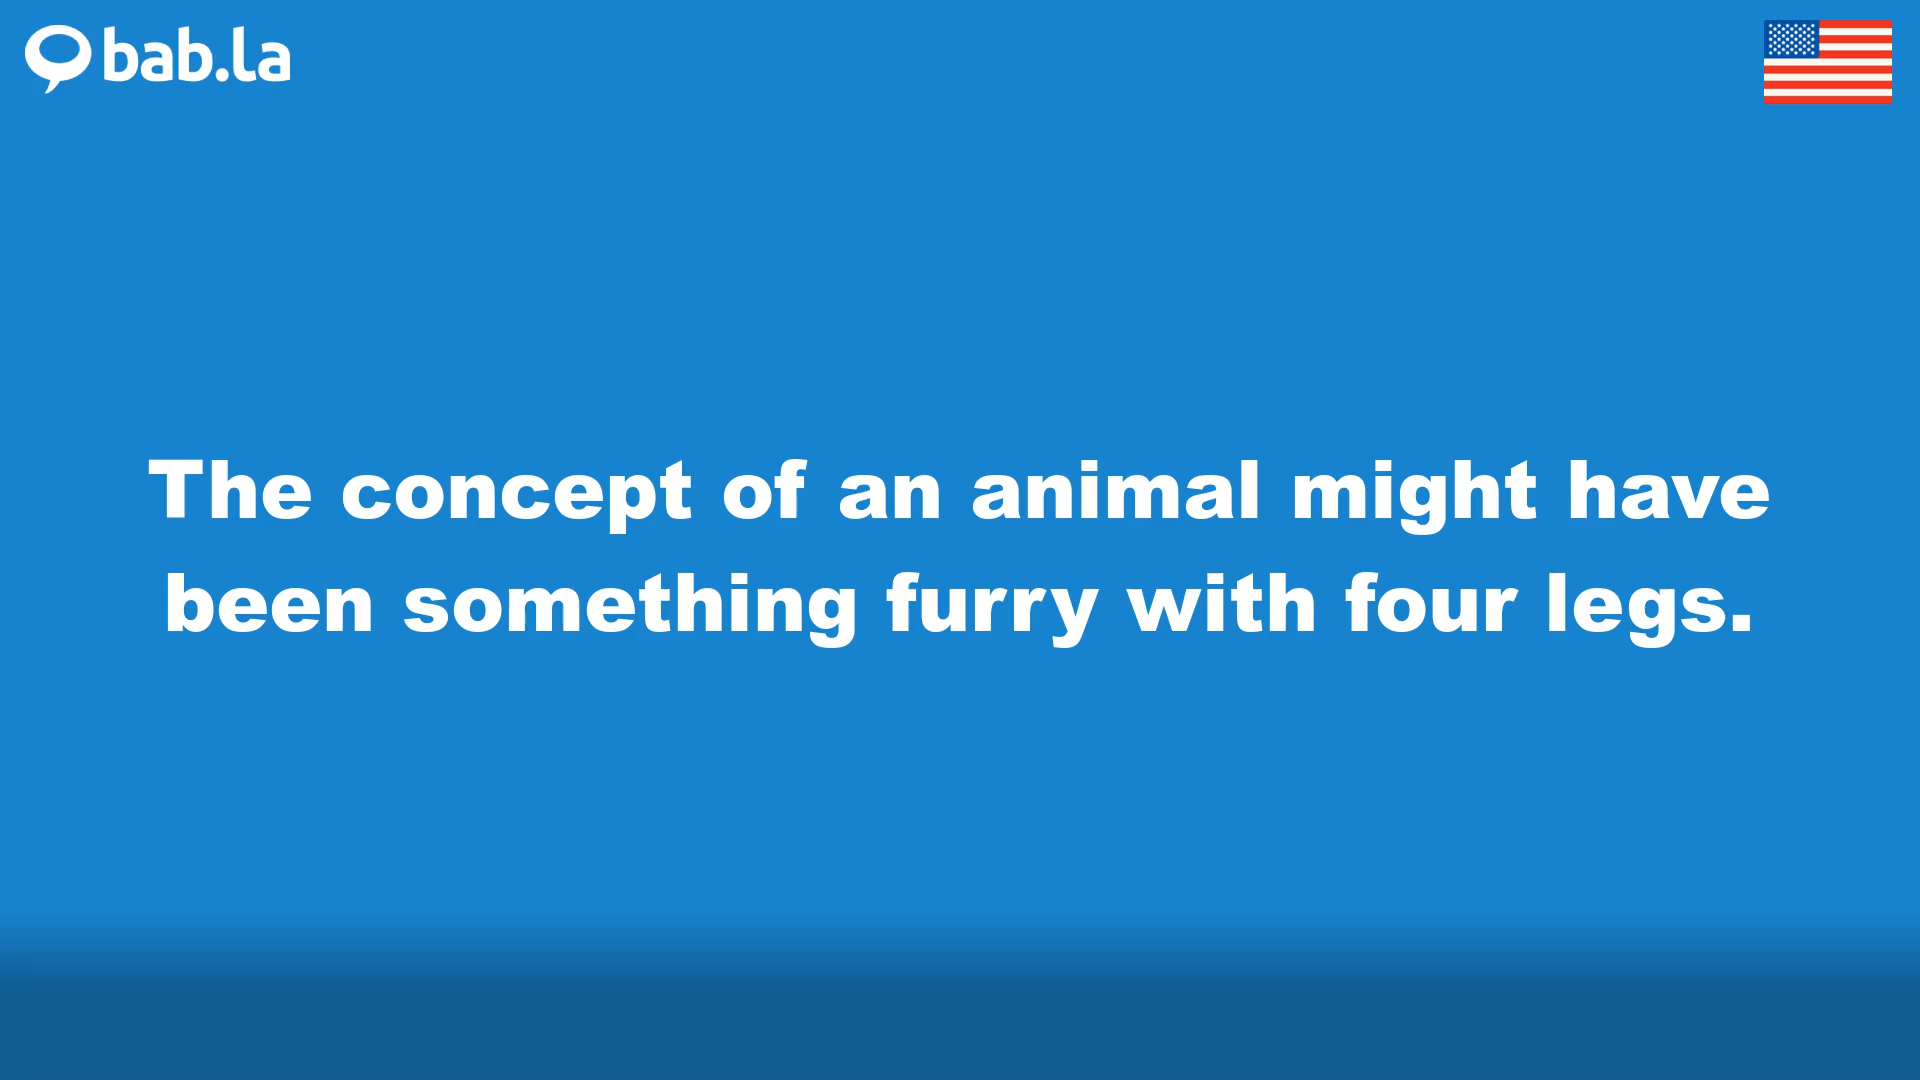 bab.la
The concept of an animal might have
been something furry with four legs.